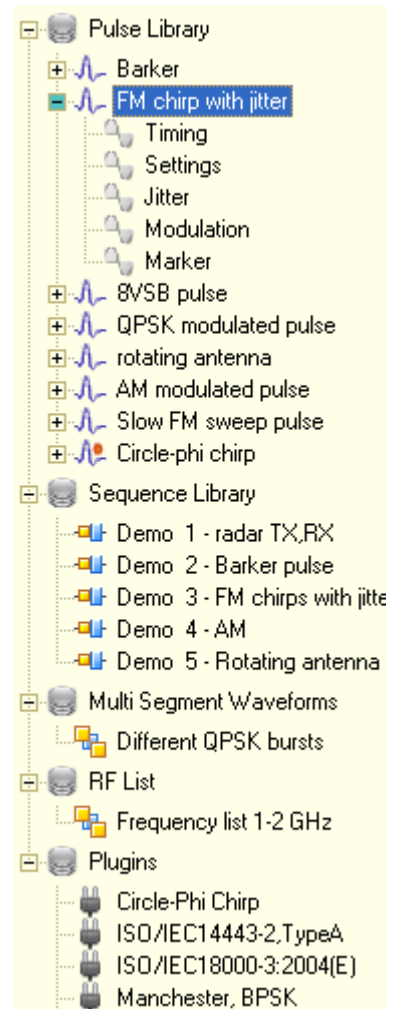 Pulse Library
Barker
FM chirp with jitter
Timing
Settings
Jitter
Modulation
Marker
8VSB pulse
QPSK modulated pulse
rotating antenna
AM modulated pulse
Slow FM sweep pulse
Circle-phi chirp
Sequence Library
Demo 1 - radar TX,RX
Demo 2 - Barker pulse
Demo 3 - FM chirps with jitte
Demo 4 - AM
Demo 5 - Rotating antenna
Multi Segment Waveforms
Different QPSK bursts
RF List
Frequency list 1-2 GHz
Plugins
Circle-Phi Chirp
ISO/IEC14443-2,TypeA
ISO/IEC18000-3:2004(E)
Manchester, BPSK